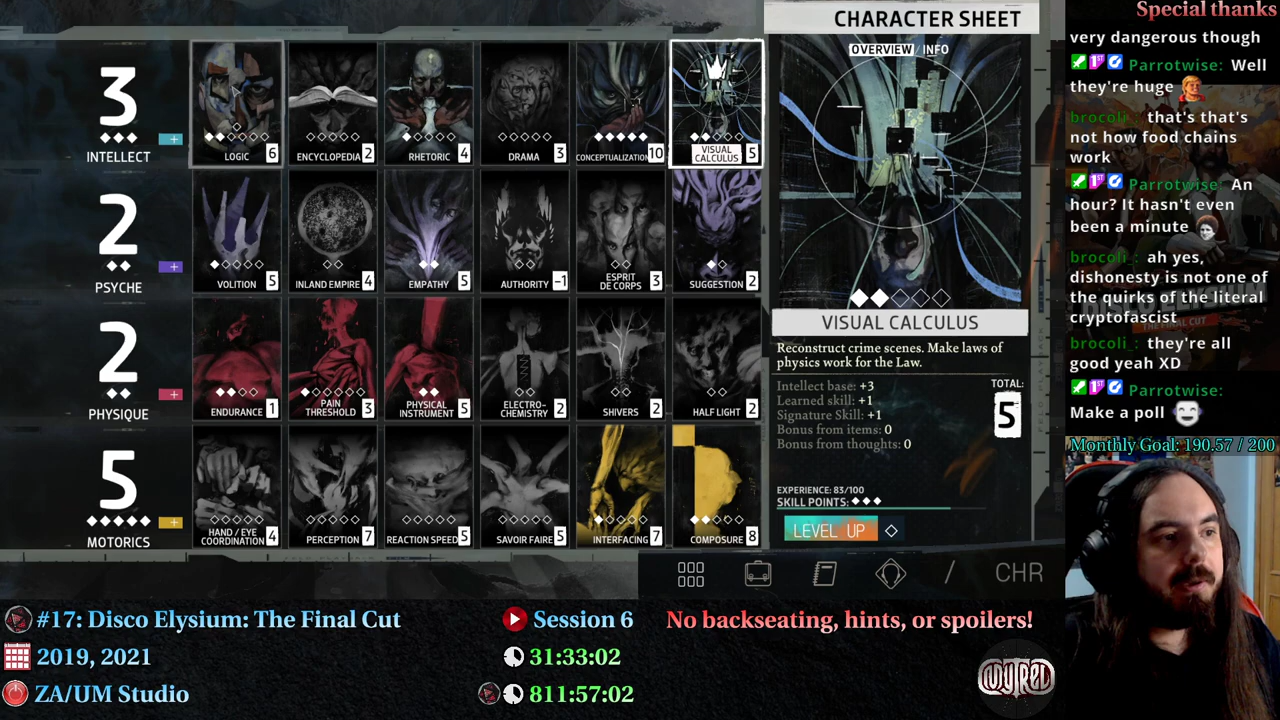 CHARACTER SHEET
OVERVIEW / INFO
3
INTELLECT
+
LOGIC 6
ENCYCLOPEDIA 2
RHETORIC 4
DRAMA 3
CONCEPTUALIZATION 10
VISUAL
CALCULUS 5
2
PSYCHE
+
VOLITION 5
INLAND EMPIRE 4
EMPATHY 5
AUTHORITY -1
ESPRIT
DE CORPS 3
SUGGESTION 2
2
PHYSIQUE
+
ENDURANCE 1
PAIN
THRESHOLD 3
PHYSICAL
INSTRUMENT 5
ELECTRO-
CHEMISTRY 2
SHIVERS 2
HALF LIGHT 2
5
MOTORICS
+
HAND / EYE
COORDINATION 4
PERCEPTION 7
REACTION SPEED 5
SAVOIR FAIRE 5
INTERFACING 7
COMPOSURE 8
VISUAL CALCULUS
Reconstruct crime scenes. Make laws of
physics work for the Law.
Intellect base: +3
Learned skill: +1
Signature Skill: +1
Bonus from items: 0
Bonus from thoughts: 0
TOTAL:
5
EXPERIENCE: 83/100
SKILL POINTS:
LEVEL UP
/ CHR
Special thanks
very dangerous though
Parrotwise: Well
they're huge
brocoli_: that's that's
not how food chains
work
Parrotwise: An
hour? It hasn't even
been a minute
brocoli_: ah yes,
dishonesty is not one of
the quirks of the literal
cryptofascist
brocoli_: they're all
good yeah XD
Parrotwise:
Make a poll
Monthly Goal: 190.57 / 200
#17: Disco Elysium: The Final Cut
2019, 2021
ZA/UM Studio
Session 6
31:33:02
811:57:02
No backseating, hints, or spoilers!